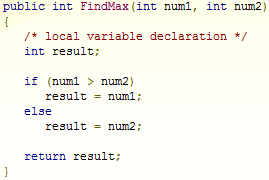 public int FindMax(int num1, int num2)
{
   /* local variable declaration */
   int result;

   if (num1 > num2)
      result = num1;
   else
      result = num2;

   return result;
}